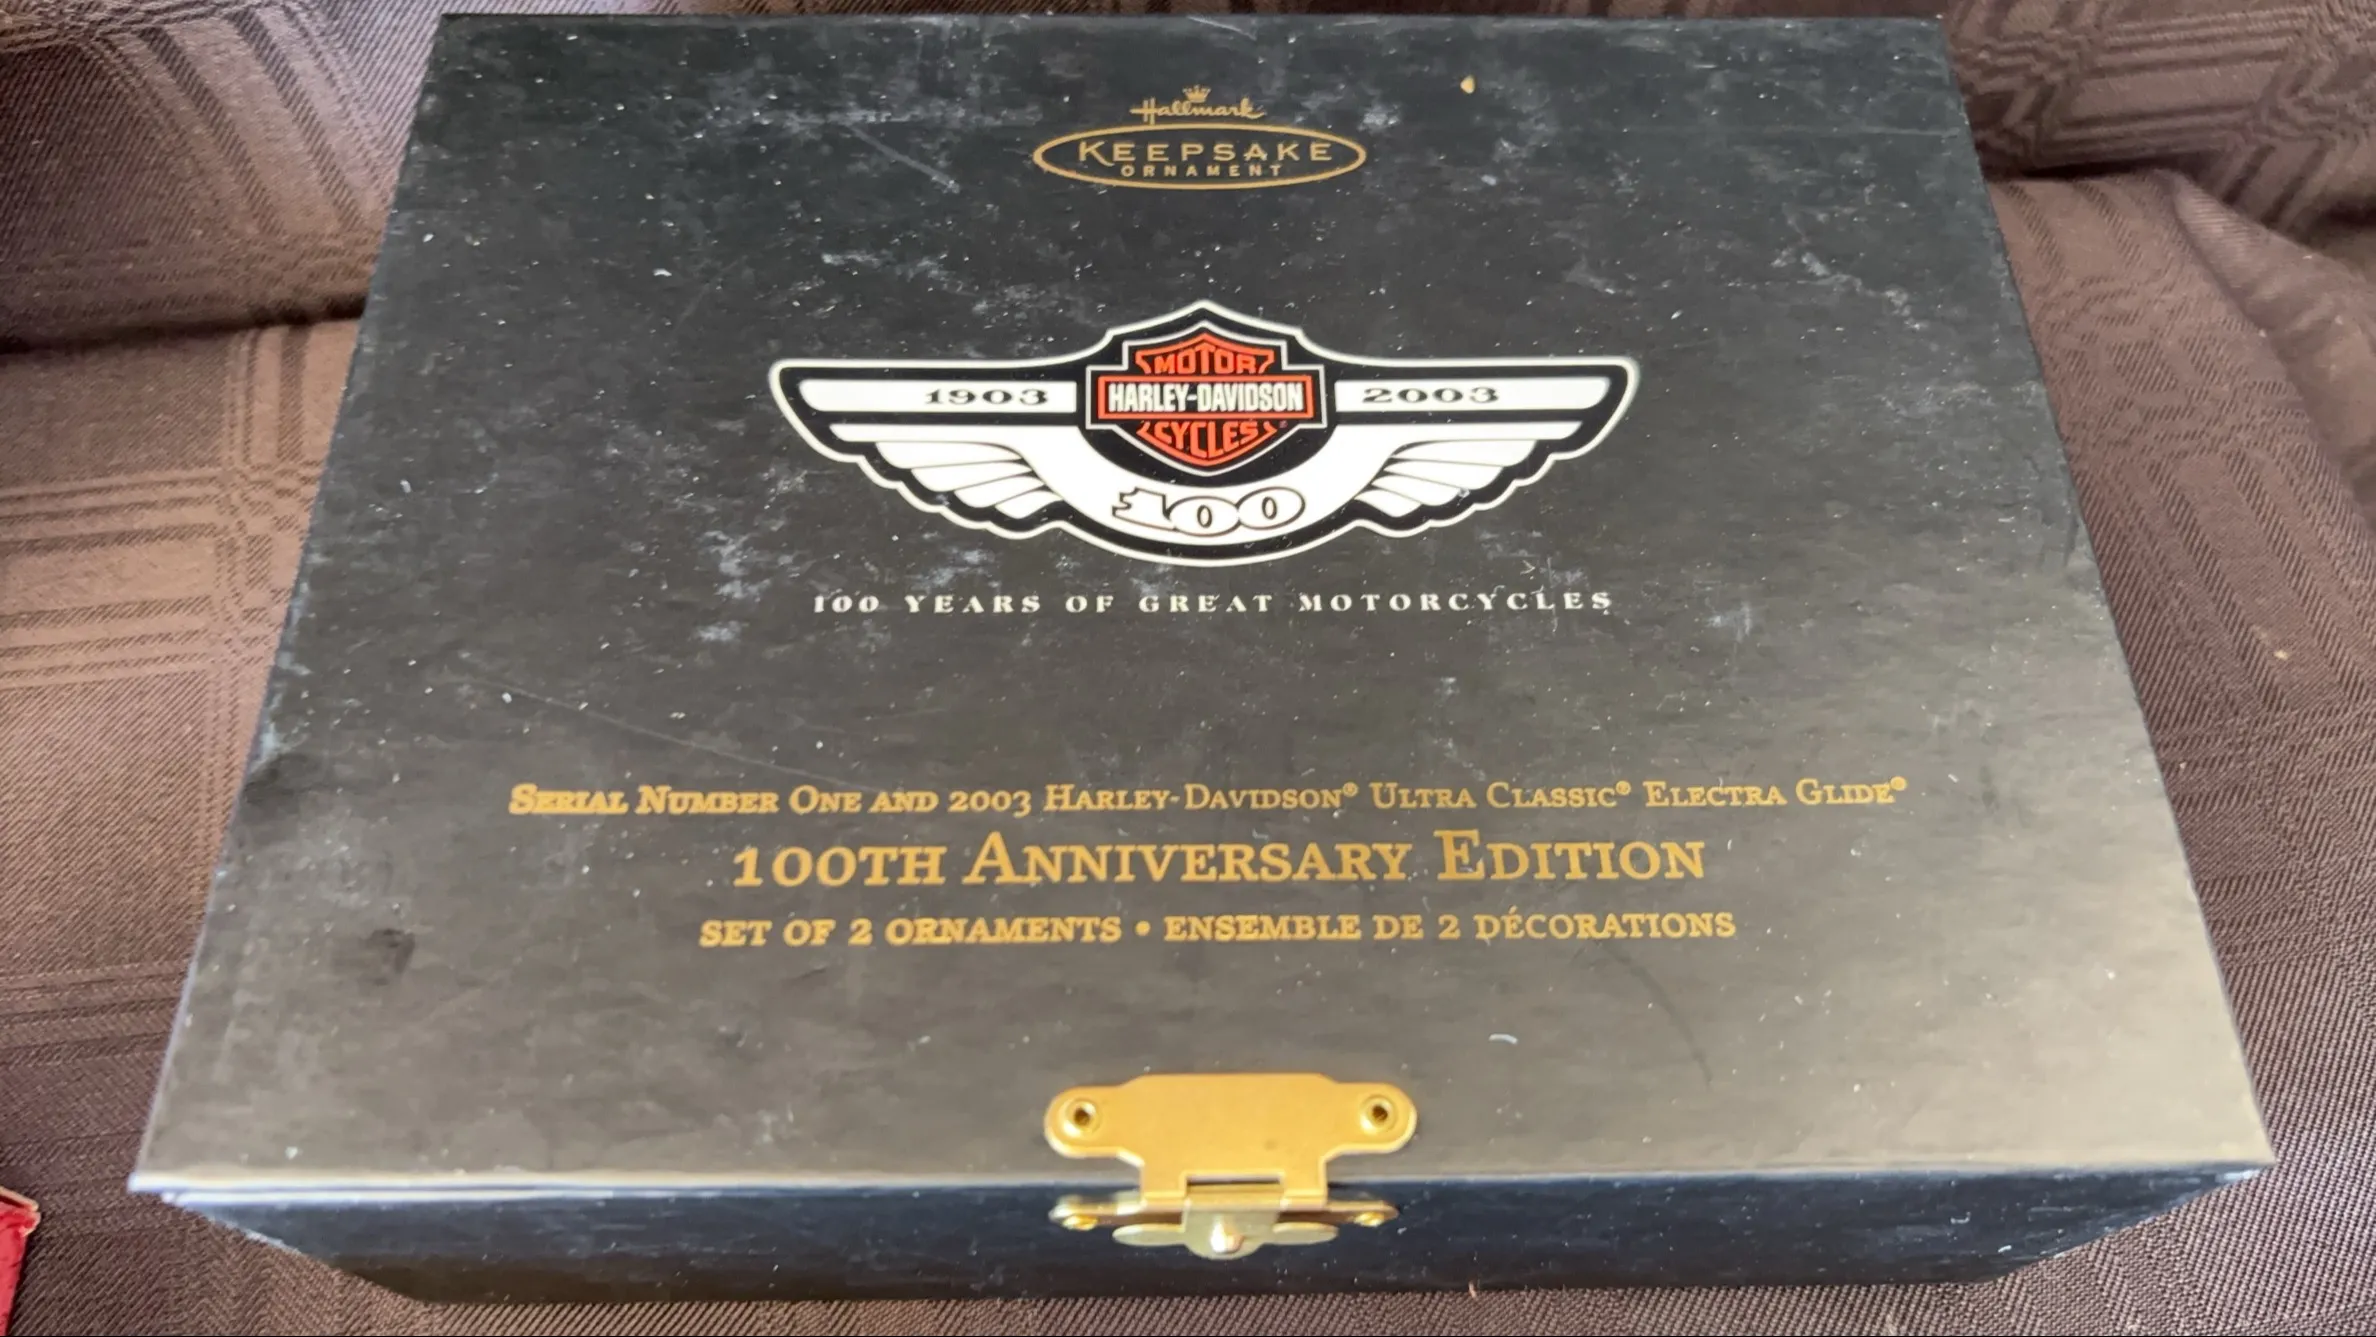 Hallmark
KEEPSAKE
ORNAMENT
MOTOR
1903 HARLEY-DAVIDSON 2003
CYCLES
100
100 YEARS OF GREAT MOTORCYCLES
SERIAL NUMBER ONE AND 2003 HARLEY-DAVIDSON® ULTRA CLASSIC® ELECTRA GLIDE®
100TH ANNIVERSARY EDITION
SET OF 2 ORNAMENTS • ENSEMBLE DE 2 DÉCORATIONS